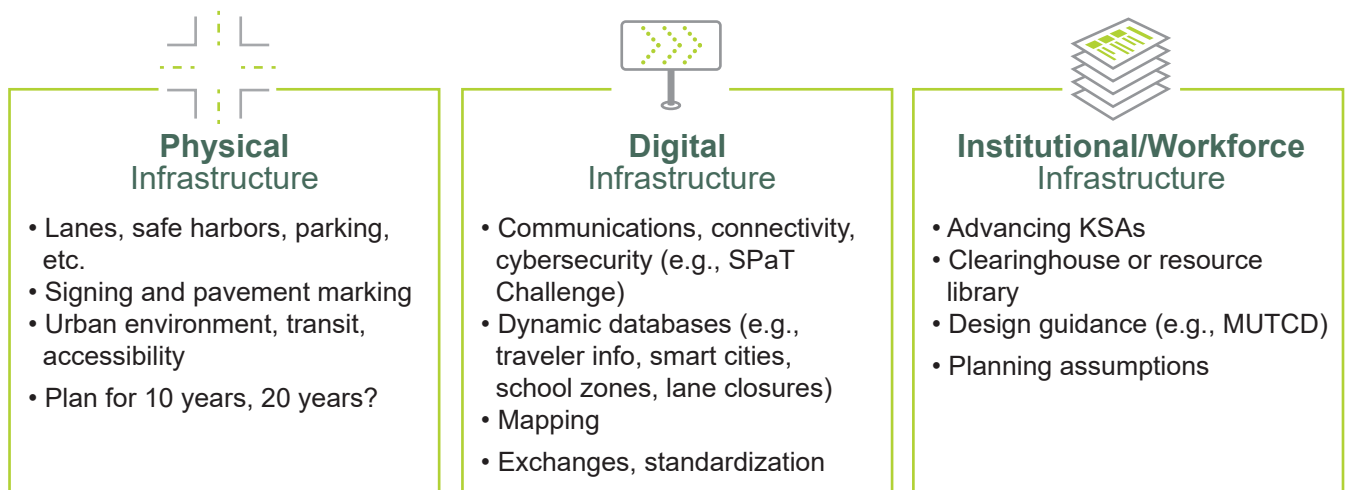 Physical
Infrastructure
• Lanes, safe harbors, parking,
etc.
• Signing and pavement marking
• Urban environment, transit,
accessibility
• Plan for 10 years, 20 years?
Digital
Infrastructure
• Communications, connectivity,
cybersecurity (e.g., SPaT
Challenge)
• Dynamic databases (e.g.,
traveler info, smart cities,
school zones, lane closures)
• Mapping
• Exchanges, standardization
Institutional/Workforce
Infrastructure
• Advancing KSAs
• Clearinghouse or resource
library
• Design guidance (e.g., MUTCD)
• Planning assumptions